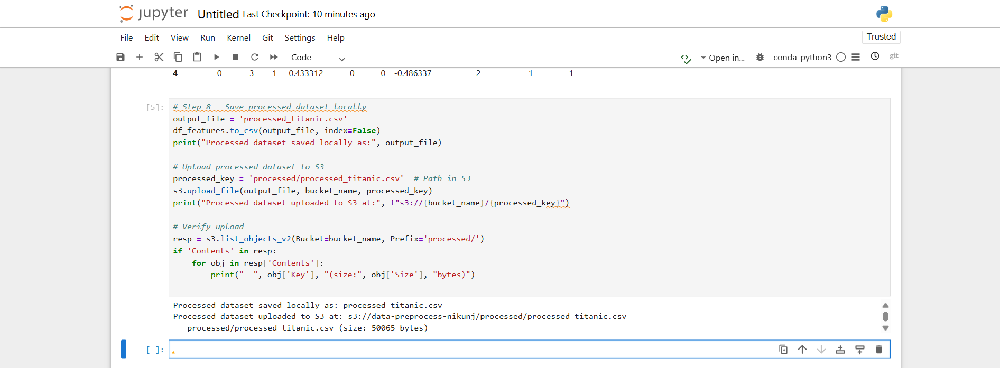 jupyter Untitled Last Checkpoint: 10 minutes ago
File Edit View Run Kernel Git Settings Help Trusted
Code Open in... conda_python3 git
4 0 3 1 0.433312 0 0 -0.486337 2 1 1
[5]: # Step 8 - Save processed dataset locally
output_file = 'processed_titanic.csv'
df_features.to_csv(output_file, index=False)
print("Processed dataset saved locally as:", output_file)
# Upload processed dataset to S3
processed_key = 'processed/processed_titanic.csv'  # Path in S3
s3.upload_file(output_file, bucket_name, processed_key)
print("Processed dataset uploaded to S3 at:", f"s3://{bucket_name}/{processed_key}")
# Verify upload
resp = s3.list_objects_v2(Bucket=bucket_name, Prefix='processed/')
if 'Contents' in resp:
    for obj in resp['Contents']:
        print(" -", obj['Key'], "(size:", obj['Size'], "bytes)")
Processed dataset saved locally as: processed_titanic.csv
Processed dataset uploaded to S3 at: s3://data-preprocess-nikunj/processed/processed_titanic.csv
 - processed/processed_titanic.csv (size: 50065 bytes)
[ ]: